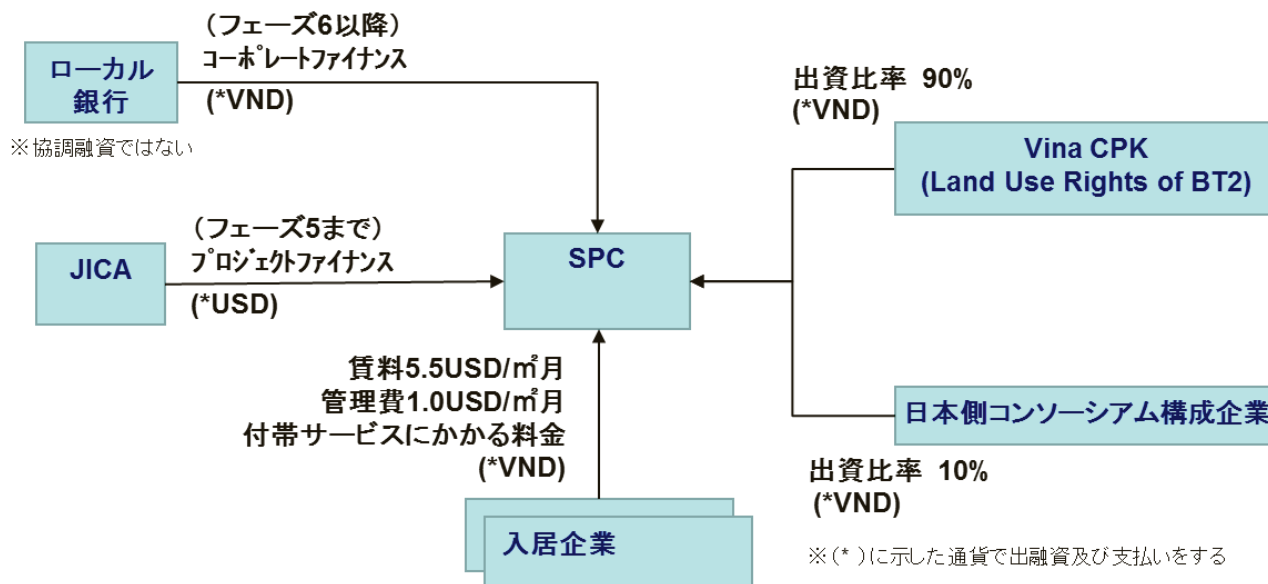 （フェーズ6以降）
コーポレートファイナンス
(*VND)
ローカル
銀行
※協調融資ではない
出資比率 90%
(*VND)
Vina CPK
(Land Use Rights of BT2)
（フェーズ5まで）
プロジェクトファイナンス
(*USD)
JICA
SPC
賃料5.5USD/㎡月
管理費1.0USD/㎡月
付帯サービスにかかる料金
(*VND)
日本側コンソーシアム構成企業
出資比率 10%
(*VND)
入居企業
※(*)に示した通貨で出融資及び支払いをする